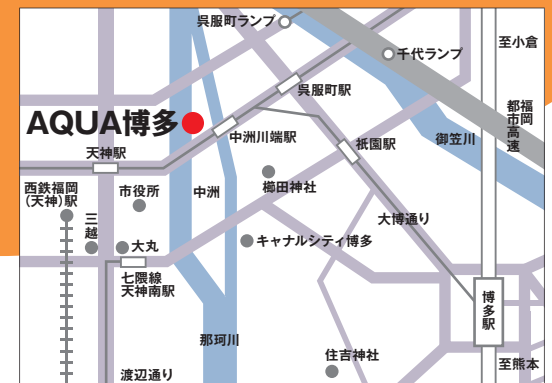 呉服町ランプ
千代ランプ
至小倉
呉服町駅
福岡
都市高速
AQUA博多
中洲川端駅
祇園駅
御笠川
天神駅
西鉄福岡
(天神)駅
市役所
中洲
櫛田神社
三越
大丸
キャナルシティ博多
大博通り
七隈線
天神南駅
博多駅
那珂川
住吉神社
至熊本
渡辺通り